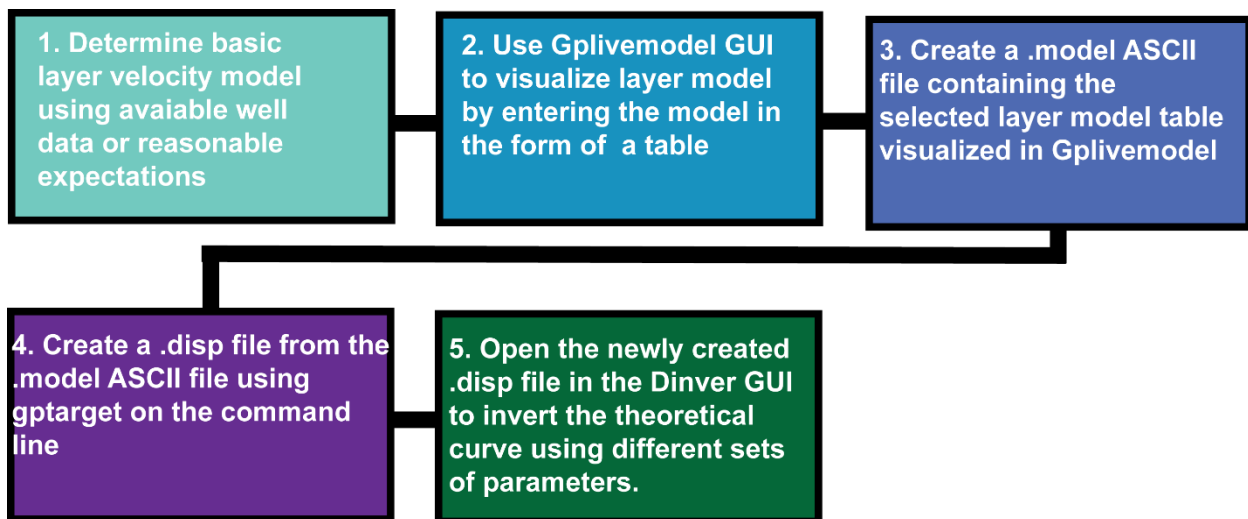 1. Determine basic
layer velocity model
using avaiable well
data or reasonable
expectations
2. Use Gplivemodel GUI
to visualize layer model
by entering the model in
the form of a table
3. Create a .model ASCII
file containing the
selected layer model table
visualized in Gplivemodel
4. Create a .disp file from the
.model ASCII file using
gptarget on the command
line
5. Open the newly created
.disp file in the Dinver GUI
to invert the theoretical
curve using different sets
of parameters.